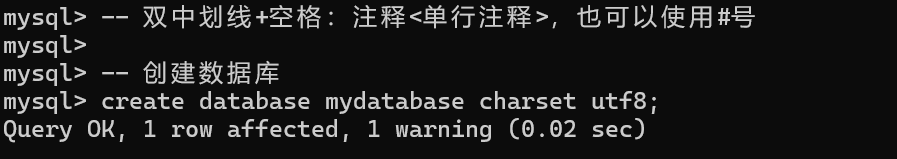 mysql> -- 双中划线+空格：注释<单行注释>，也可以使用#号
mysql>
mysql> -- 创建数据库
mysql> create database mydatabase charset utf8;
Query OK, 1 row affected, 1 warning (0.02 sec)